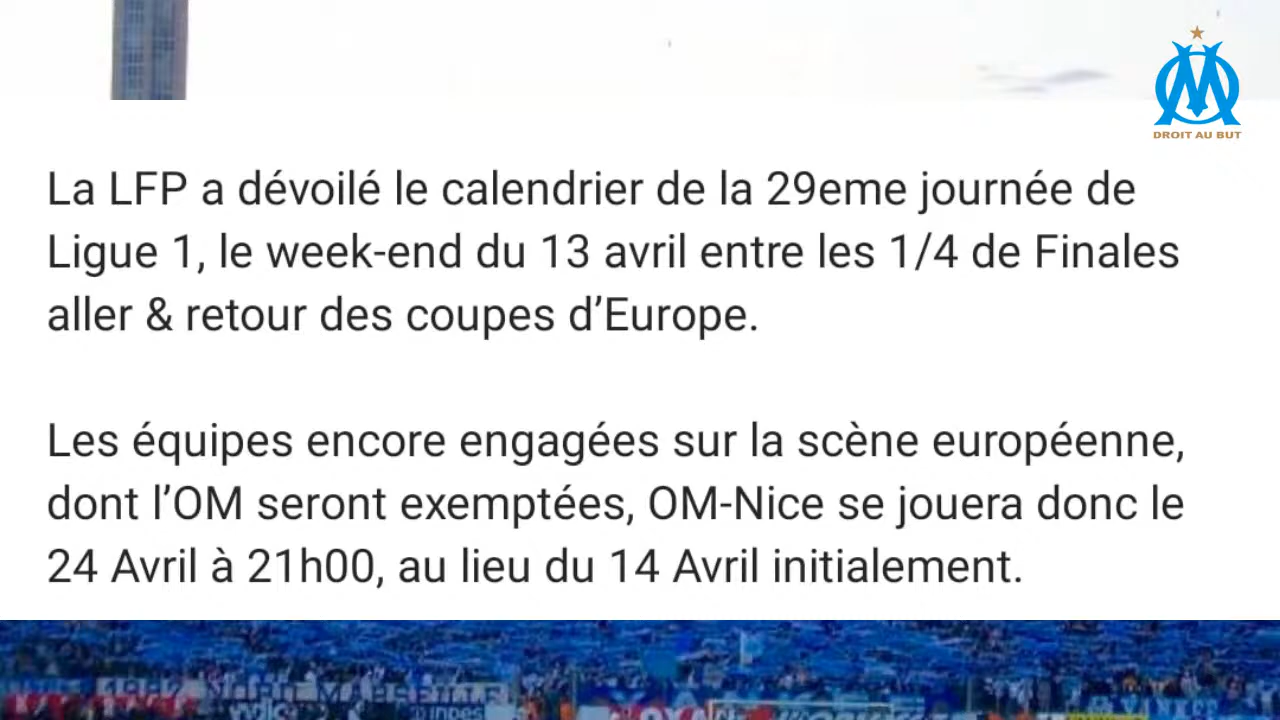 DROIT AU BUT
La LFP a dévoilé le calendrier de la 29eme journée de
Ligue 1, le week-end du 13 avril entre les 1/4 de Finales
aller & retour des coupes d’Europe.
Les équipes encore engagées sur la scène européenne,
dont l’OM seront exemptées, OM-Nice se jouera donc le
24 Avril à 21h00, au lieu du 14 Avril initialement.
MARSEILLE